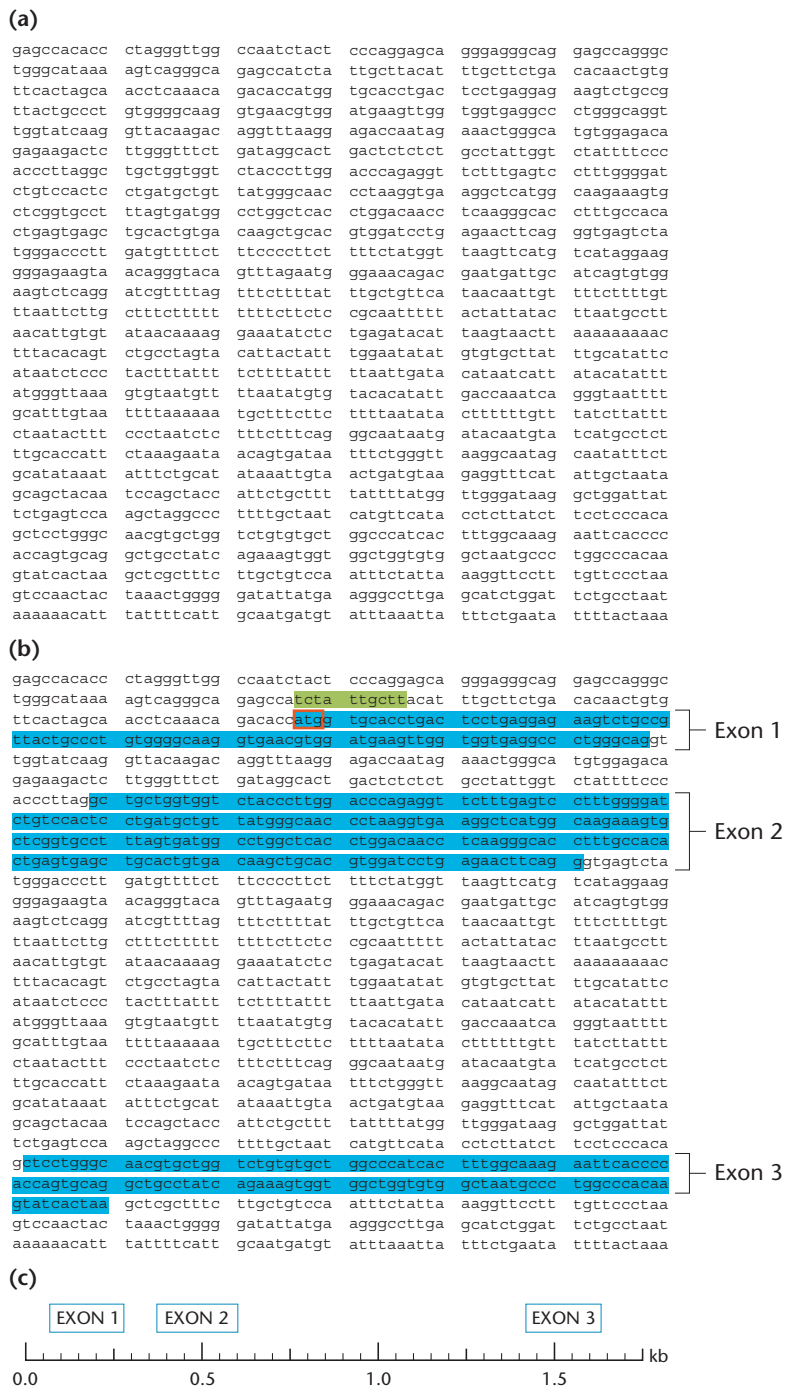 (a)
gagccacacc ctagggttgg ccaatctact cccaggagca gggagggcag gagccagggc
tgggcataaa agtcagggca gagccatcta ttgcttacat ttgcttctga cacaactgtg
ttcactagca acctcaaaca gacaccatgg tgcacctgac tcctgaggag aagtctgccg
ttactgccct gtggggcaag gtgaacgtgg atgaagttgg tggtgaggcc ctgggcaggt
tggtatcaag gttacaagac aggtttaagg agaccaatag aaactgggca tgtggagaca
gagaagactc ttgggtttct gataggcact gactctctct gcctattggt ctattttccc
acccttaggc tgctggtggt ctacccttgg acccagaggt tctttgagtc ctttggggat
ctgtccactc ctgatgctgt tatgggcaac cctaaggtga aggctcatgg caagaaagtg
ctcggtgcct ttagtgatgg cctggctcac ctggacaacc tcaagggcac ctttgccaca
ctgagtgagc tgcactgtga caagctgcac gtggatcctg agaacttcag ggtgagtcta
tgggaccctt gatgttttct ttccccttct tttctatggt taagttcatg tcataggaag
gggagaagta acagggtaca gtttagaatg ggaaacagac gaatgattgc atcagtgtgg
aagtctcagg atcgttttag tttcttttat ttgctgttca taacaattgt tttcttttgt
ttaattcttg ctttcttttt ttttcttctc cgcaattttt actattatac ttaatgcctt
aacattgtgt ataacaaaag gaaatatctc tgagatacat taagtaactt aaaaaaaaac
tttacacagt ctgcctagta cattactatt tggaatatat gtgtgcttat ttgcatattc
ataatctccc tactttattt tcttttattt ttaattgata cataatcatt atacatattt
atgggttaaa gtgtaatgtt ttaatatgtg tacacatatt gaccaaatca gggtaatttt
gcatttgtaa ttttaaaaaa tgctttcttc ttttaatata cttttttgtt tatcttattt
ctaatacttt ccctaatctc tttctttcag ggcaataatg atacaatgta tcatgcctct
ttgcaccatt ctaaagaata acagtgataa tttctgggtt aaggcaatag caatatttct
gcatataaat atttctgcat ataaattgta actgatgtaa gaggtttcat attgctaata
gcagctacaa tccagctacc attctgcttt tattttatgg ttgggataag gctggattat
tctgagtcca agctaggccc ttttgctaat catgttcata cctcttatct tcctcccaca
gctcctgggc aacgtgctgg tctgtgtgct ggcccatcac tttggcaaag aattcacccc
accagtgcag gctgcctatc agaaagtggt ggctggtgtg gctaatgccc tggcccacaa
gtatcactaa gctcgctttc ttgctgtcca atttctatta aaggttcctt tgttccctaa
gtccaactac taaactgggg gatattatga agggccttga gcatctggat tctgcctaat
aaaaaacatt tattttcatt gcaatgatgt atttaaatta tttctgaata ttttactaaa
(b)
gagccacacc ctagggttgg ccaatctact cccaggagca gggagggcag gagccagggc
tgggcataaa agtcagggca gagccatcta ttgcttacat ttgcttctga cacaactgtg
ttcactagca acctcaaaca gacaccatgg tgcacctgac tcctgaggag aagtctgccg
Exon 1
ttactgccct gtggggcaag gtgaacgtgg atgaagttgg tggtgaggcc ctgggcaggt
tggtatcaag gttacaagac aggtttaagg agaccaatag aaactgggca tgtggagaca
gagaagactc ttgggtttct gataggcact gactctctct gcctattggt ctattttccc
acccttaggc tgctggtggt ctacccttgg acccagaggt tctttgagtc ctttggggat
ctgtccactc ctgatgctgt tatgggcaac cctaaggtga aggctcatgg caagaaagtg
Exon 2
ctcggtgcct ttagtgatgg cctggctcac ctggacaacc tcaagggcac ctttgccaca
ctgagtgagc tgcactgtga caagctgcac gtggatcctg agaacttcag ggtgagtcta
tgggaccctt gatgttttct ttccccttct tttctatggt taagttcatg tcataggaag
gggagaagta acagggtaca gtttagaatg ggaaacagac gaatgattgc atcagtgtgg
aagtctcagg atcgttttag tttcttttat ttgctgttca taacaattgt tttcttttgt
ttaattcttg ctttcttttt ttttcttctc cgcaattttt actattatac ttaatgcctt
aacattgtgt ataacaaaag gaaatatctc tgagatacat taagtaactt aaaaaaaaac
tttacacagt ctgcctagta cattactatt tggaatatat gtgtgcttat ttgcatattc
ataatctccc tactttattt tcttttattt ttaattgata cataatcatt atacatattt
atgggttaaa gtgtaatgtt ttaatatgtg tacacatatt gaccaaatca gggtaatttt
gcatttgtaa ttttaaaaaa tgctttcttc ttttaatata cttttttgtt tatcttattt
ctaatacttt ccctaatctc tttctttcag ggcaataatg atacaatgta tcatgcctct
ttgcaccatt ctaaagaata acagtgataa tttctgggtt aaggcaatag caatatttct
gcatataaat atttctgcat ataaattgta actgatgtaa gaggtttcat attgctaata
gcagctacaa tccagctacc attctgcttt tattttatgg ttgggataag gctggattat
tctgagtcca agctaggccc ttttgctaat catgttcata cctcttatct tcctcccaca
gctcctgggc aacgtgctgg tctgtgtgct ggcccatcac tttggcaaag aattcacccc
Exon 3
accagtgcag gctgcctatc agaaagtggt ggctggtgtg gctaatgccc tggcccacaa
gtatcactaa gctcgctttc ttgctgtcca atttctatta aaggttcctt tgttccctaa
gtccaactac taaactgggg gatattatga agggccttga gcatctggat tctgcctaat
aaaaaacatt tattttcatt gcaatgatgt atttaaatta tttctgaata ttttactaaa
(c)
EXON 1 EXON 2 EXON 3
kb
0.0 0.5 1.0 1.5